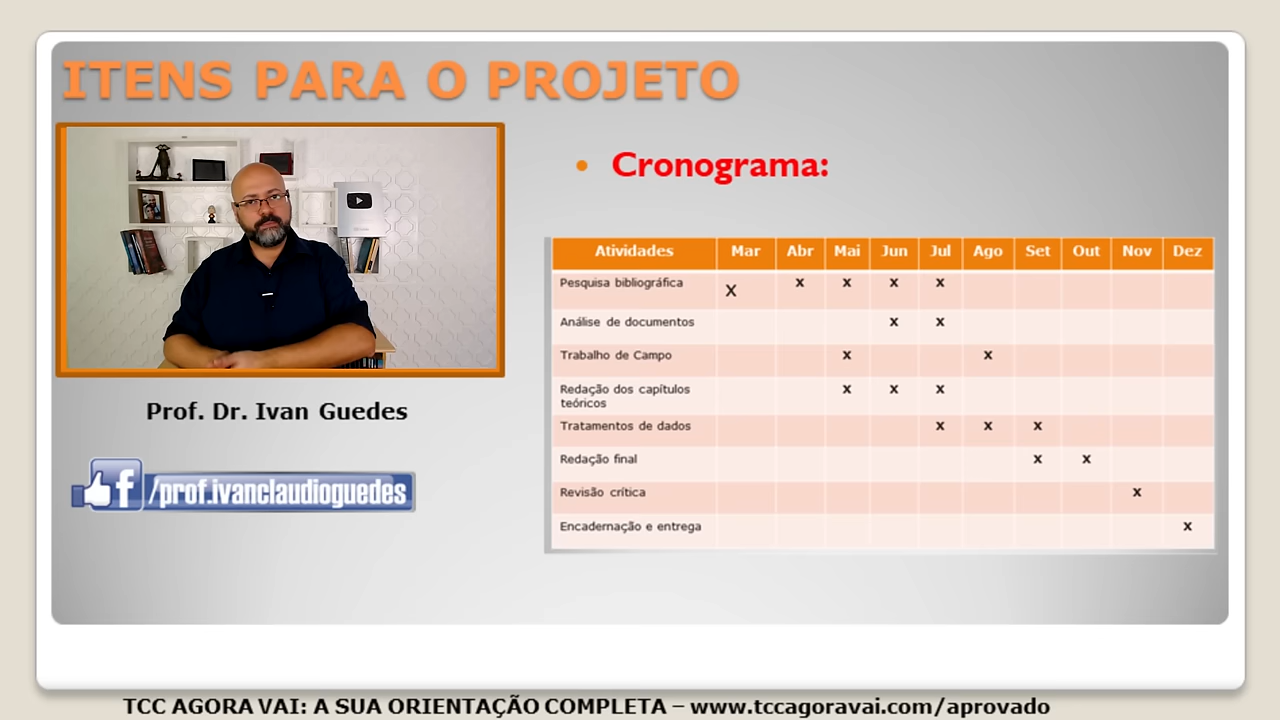 ITENS PARA O PROJETO
• Cronograma:
Atividades Mar Abr Mai Jun Jul Ago Set Out Nov Dez
Pesquisa bibliográfica X x x x x
Análise de documentos x x
Trabalho de Campo x x
Redação dos capítulos x x x
teóricos
Tratamentos de dados x x x
Redação final x x
Revisão crítica x
Encadernação e entrega x
Prof. Dr. Ivan Guedes
f /prof.ivanclaudioguedes
TCC AGORA VAI: A SUA ORIENTAÇÃO COMPLETA – www.tccagoravai.com/aprovado